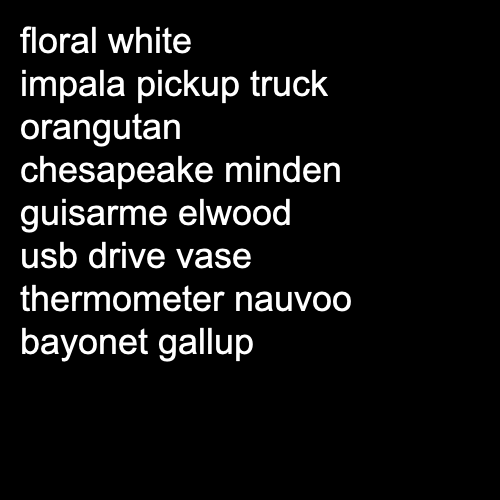 floral white
impala pickup truck
orangutan
chesapeake minden
guisarme elwood
usb drive vase
thermometer nauvoo
bayonet gallup